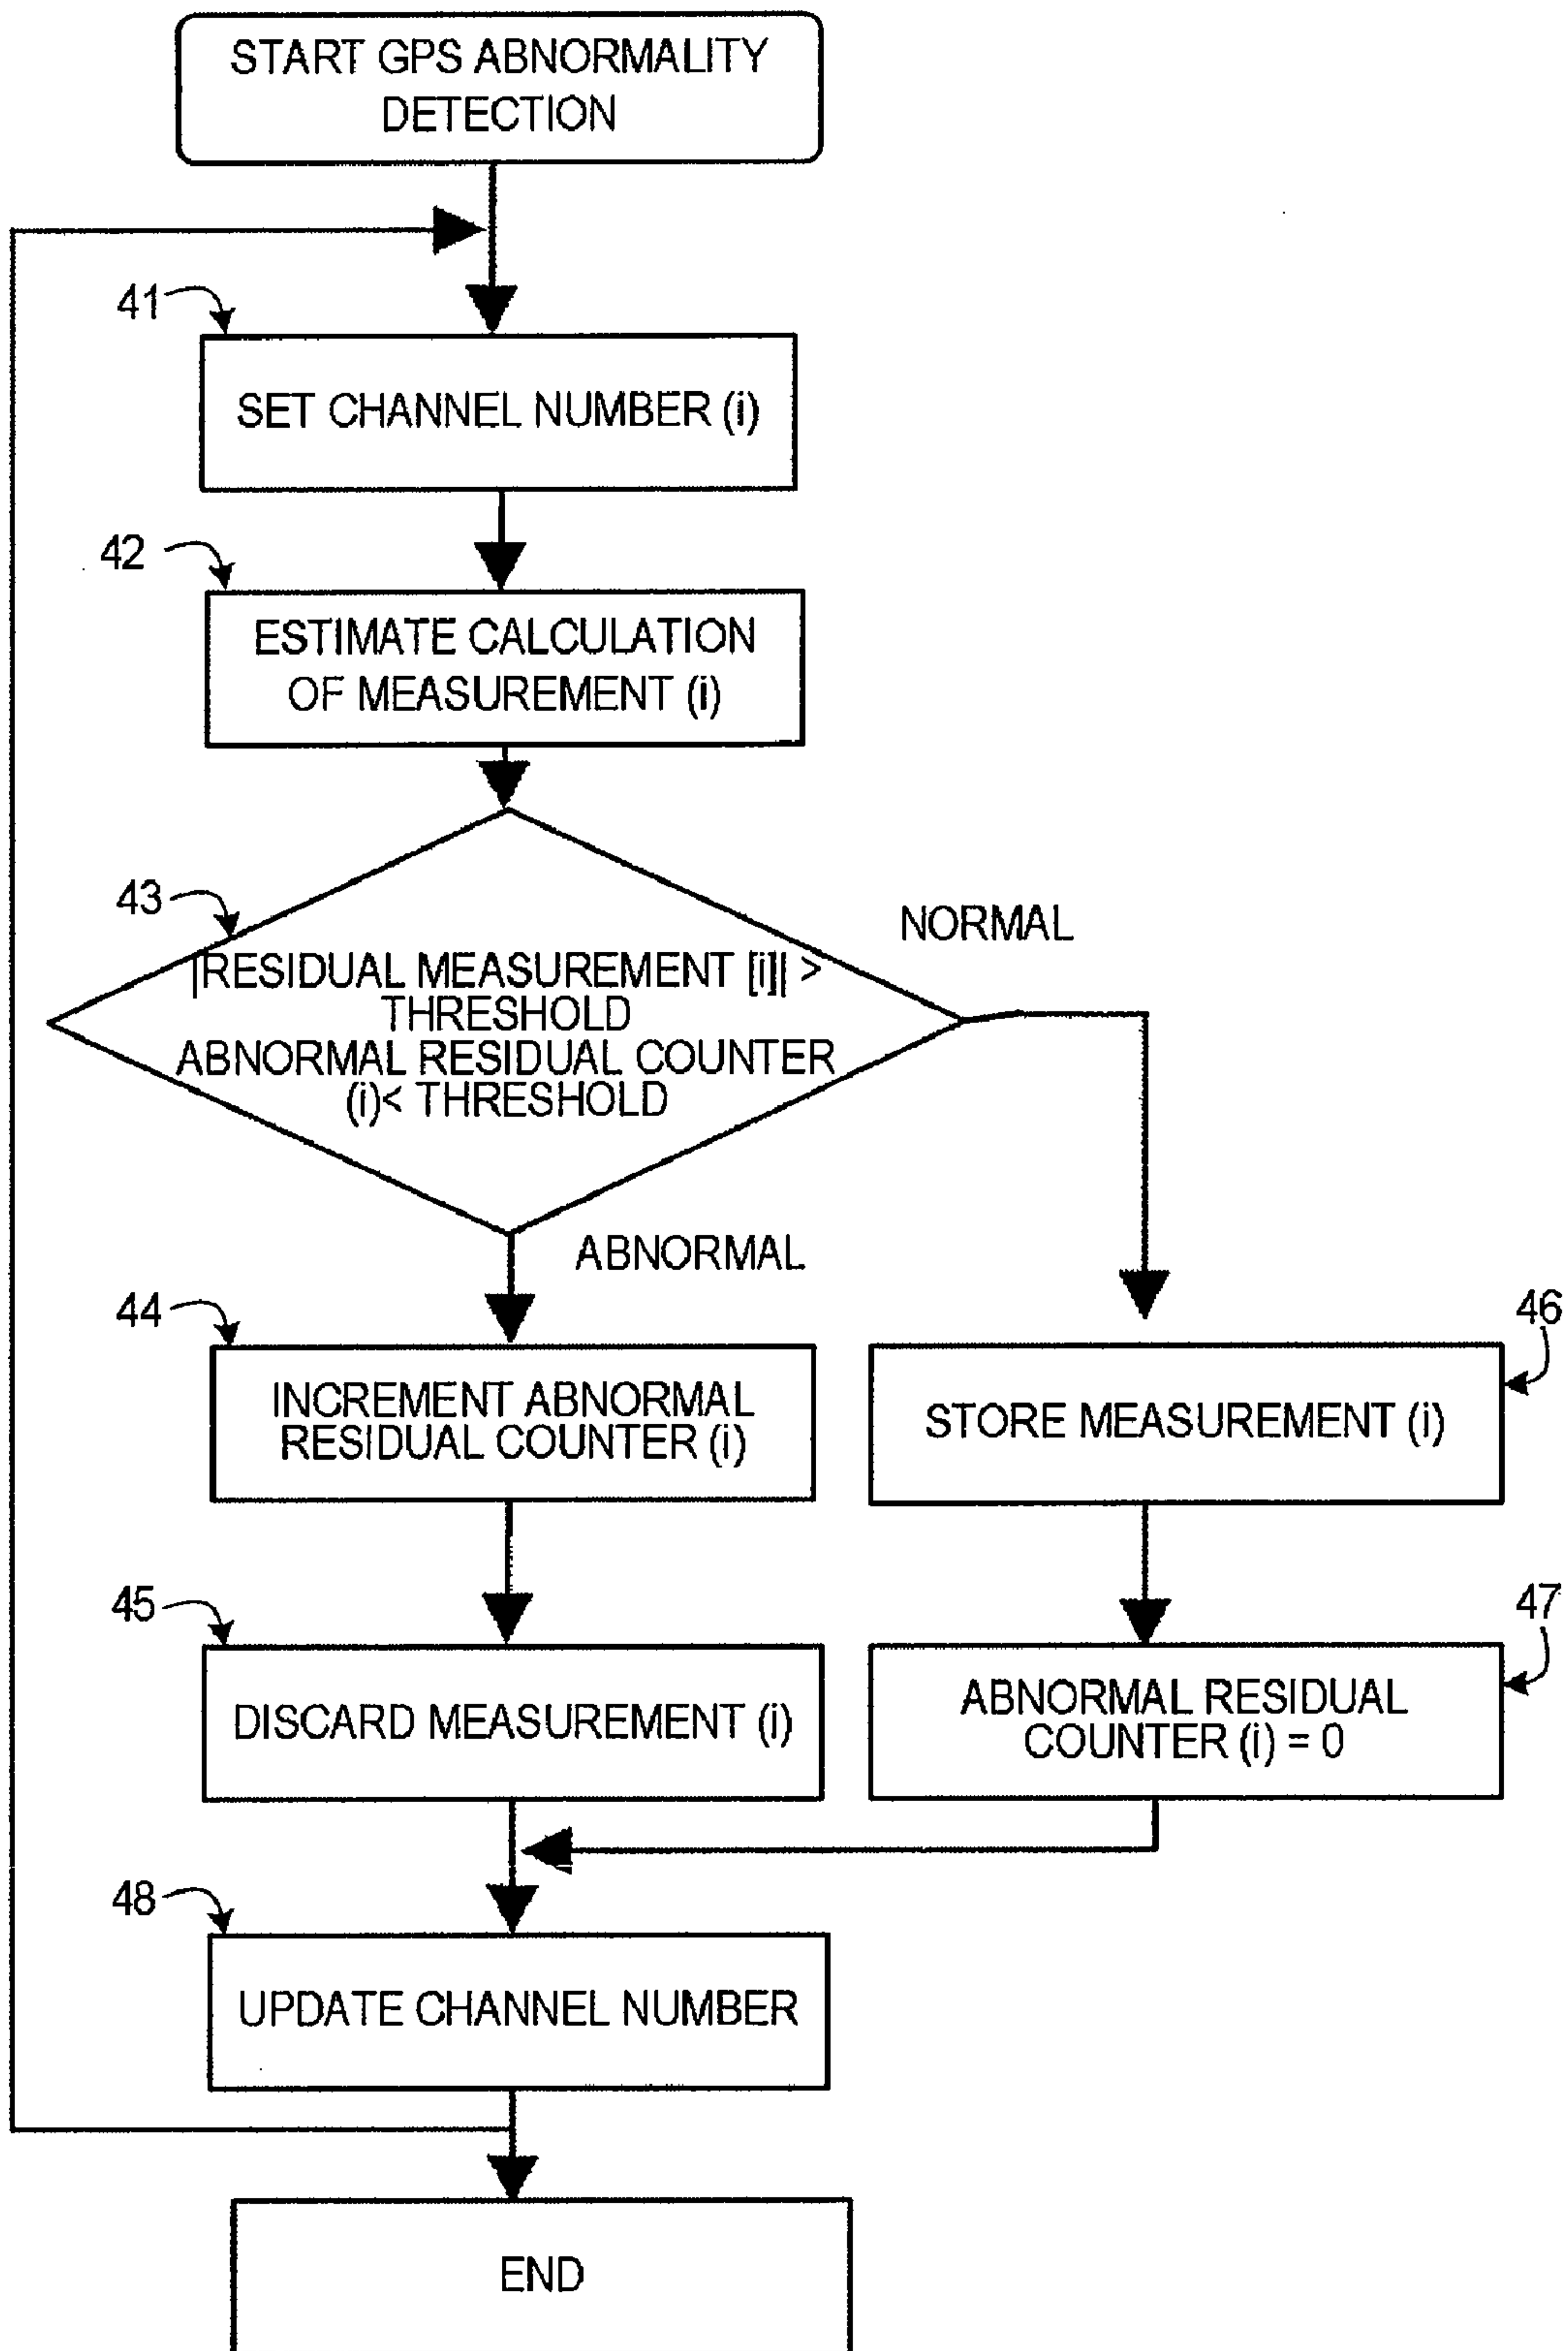 START GPS ABNORMALITY
DETECTION
41
SET CHANNEL NUMBER (i)
42
ESTIMATE CALCULATION
OF MEASUREMENT (i)
43
NORMAL
|RESIDUAL MEASUREMENT [i]| >
THRESHOLD
ABNORMAL RESIDUAL COUNTER
(i)< THRESHOLD
ABNORMAL
44
INCREMENT ABNORMAL
RESIDUAL COUNTER (i)
46
STORE MEASUREMENT (i)
45
DISCARD MEASUREMENT (i)
47
ABNORMAL RESIDUAL
COUNTER (i) = 0
48
UPDATE CHANNEL NUMBER
END